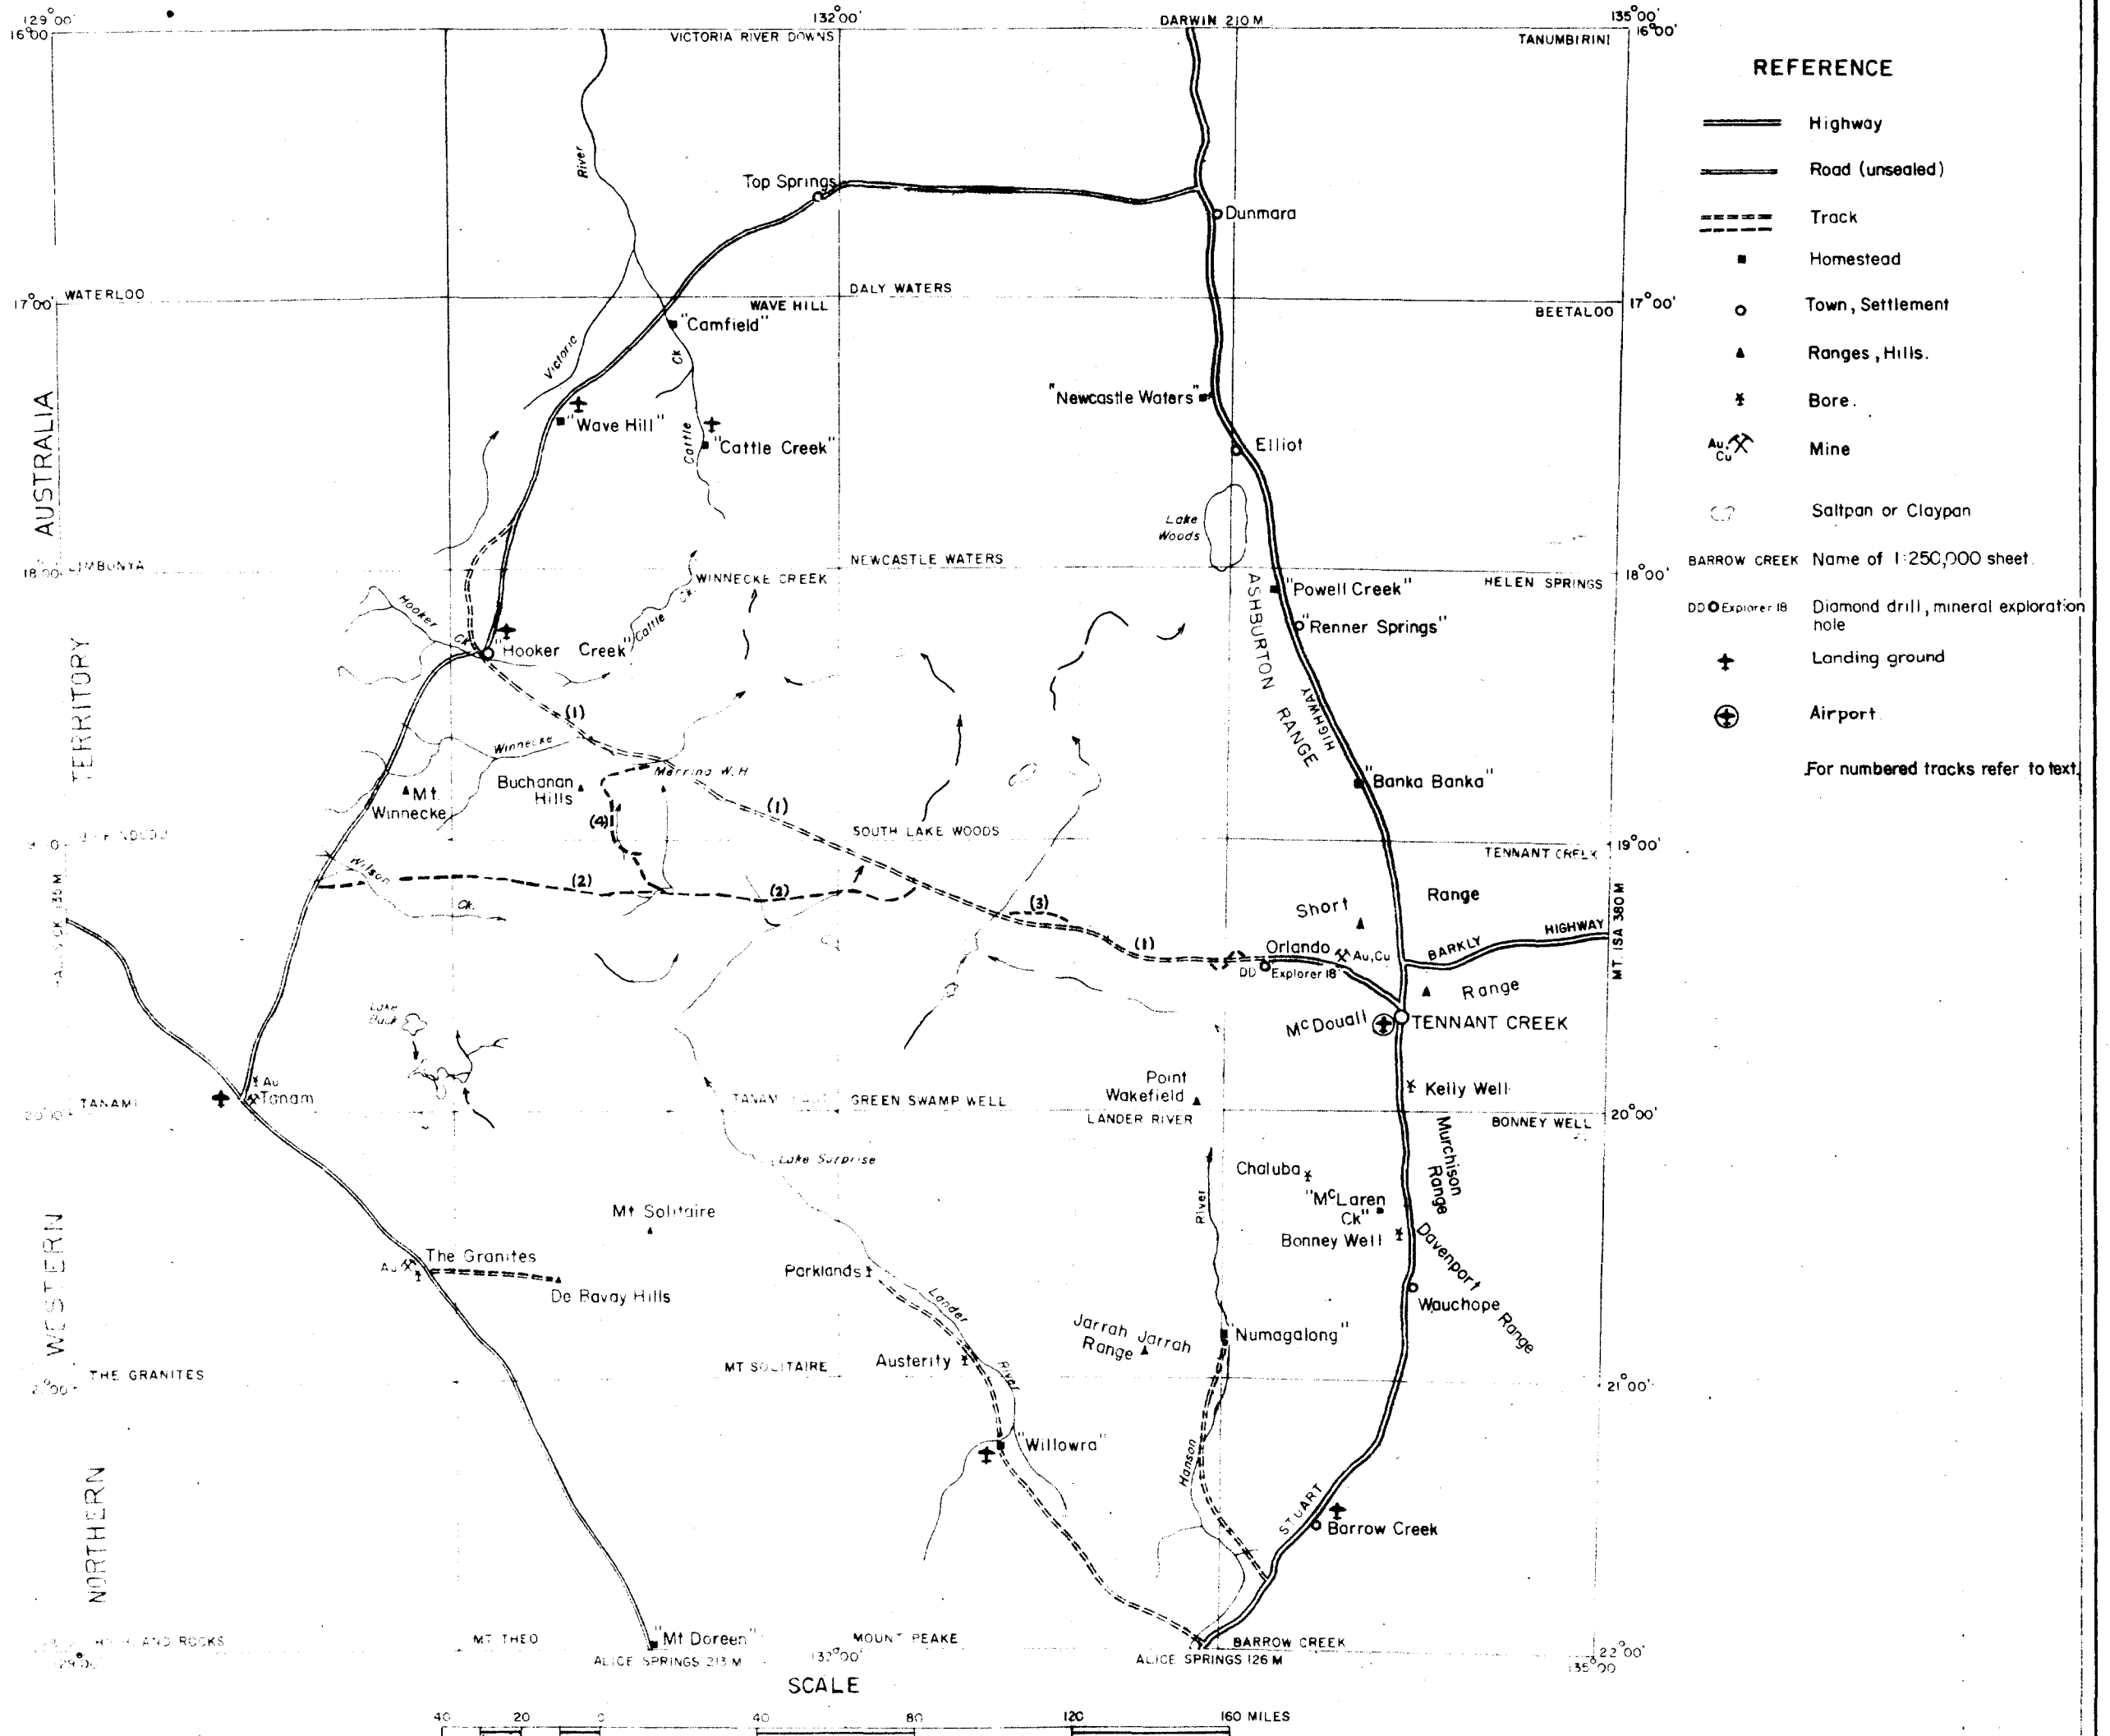 129°00'
132°00'
DARWIN 210 M
135°00'
16°00
16°00'
VICTORIA RIVER DOWNS
TANUMBIRINI
REFERENCE
Highway
Road (unsealed)
Track
Homestead
Town, Settlement
Ranges, Hills.
Bore.
Au, Cu
Mine
Saltpan or Claypan
BARROW CREEK
Name of 1:250,000 sheet.
DD Explorer 18
Diamond drill, mineral exploration
hole
Landing ground
Airport
For numbered tracks refer to text.
River
Top Springs
Dunmara
17°00'
WATERLOO
DALY WATERS
WAVE HILL
BEETALOO
17°00'
"Camfield"
Victoria
Ck
"Newcastle Waters"
"Wave Hill"
Cattle
"Cattle Creek"
Elliot
AUSTRALIA
Lake
Woods
18°00'
NEWCASTLE WATERS
WINNECKE CREEK
HELEN SPRINGS
18°00'
Hooker
Ck
"Hooker Creek"
Cattle
Ck.
"Powell Creek"
"Renner Springs"
ASHBURTON RANGE
HIGHWAY
TERRITORY
(1)
Winnecke
Merrina W.H
Buchanan
Hills
Mt.
Winnecke
(4)
(1)
"Banka Banka"
SOUTH LAKE WOODS
TENNANT CREEK
19°00'
Wilson
Ck.
(2)
(2)
(3)
(1)
Short
Range
Orlando
Au, Cu
DD
Explorer 18
BARKLY
HIGHWAY
MT. ISA 380 M
Range
McDouall
TENNANT CREEK
Lake
Buck
Au
Tanam
Kelly Well
Point
Wakefield
TANAMI
GREEN SWAMP WELL
LANDER RIVER
BONNEY WELL
20°00'
Lake Surprise
Murchison
Range
Chaluba
"McLaren
Ck"
Bonney Well
River
Mt Solitaire
The Granites
Au
De Bavay Hills
Parklands
Lander
River
Davenport
Range
Wauchope
Jarrah Jarrah
Range
"Numagalong"
Austerity
WESTERN
THE GRANITES
MT SOLITAIRE
21°00'
"Willowra"
Hanson
NORTHERN
STUART
Barrow Creek
MT THEO
"Mt Doreen"
MOUNT PEAKE
BARROW CREEK
22°00'
ALICE SPRINGS 213 M
ALICE SPRINGS 126 M
135°00
SCALE
40 20 0 40 80 120 160 MILES